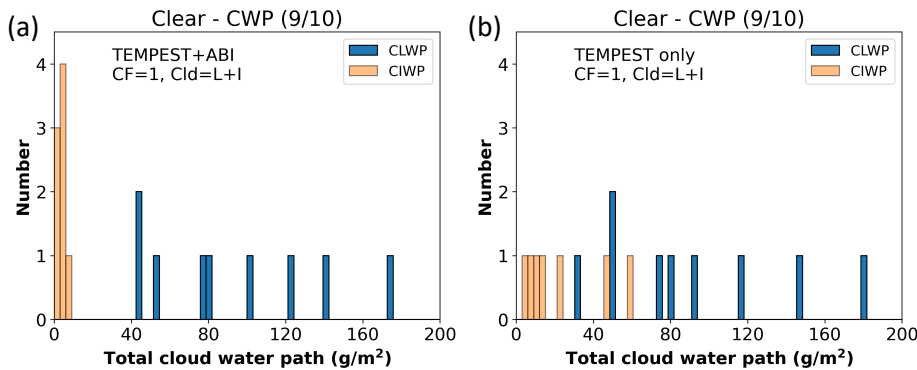 (a)
Clear - CWP (9/10)
TEMPEST+ABI
CF=1, Cld=L+I
CLWP
CIWP
Number
4
3
2
1
0
0 40 80 120 160 200
Total cloud water path (g/m²)
(b)
Clear - CWP (9/10)
TEMPEST only
CF=1, Cld=L+I
CLWP
CIWP
Number
4
3
2
1
0
0 40 80 120 160 200
Total cloud water path (g/m²)